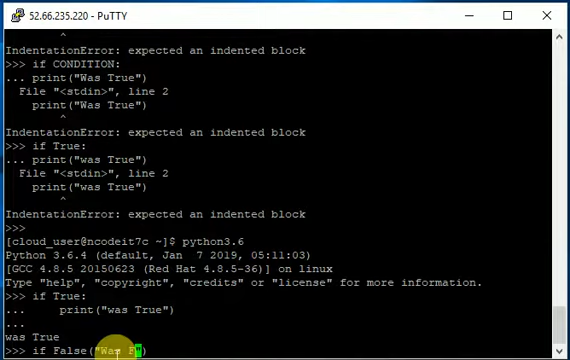 52.66.235.220 - PuTTY
^
IndentationError: expected an indented block
>>> if CONDITION:
... print("Was True")
File "<stdin>", line 2
print("Was True")
^
IndentationError: expected an indented block
>>> if True:
... print("was True")
File "<stdin>", line 2
print("was True")
^
IndentationError: expected an indented block
>>>
[cloud_user@ncodeit7c ~]$ python3.6
Python 3.6.4 (default, Jan  7 2019, 05:11:03)
[GCC 4.8.5 20150623 (Red Hat 4.8.5-36)] on linux
Type "help", "copyright", "credits" or "license" for more information.
>>> if True:
...     print("was True")
...
was True
>>> if False("Was F")